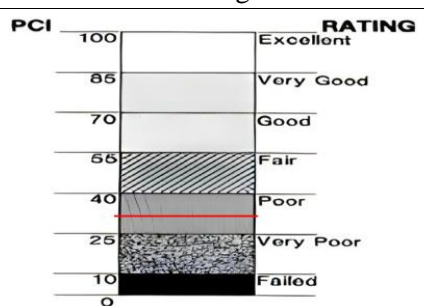 PCI RATING
100 Excellent
85 Very Good
70 Good
55 Fair
40 Poor
25 Very Poor
10 Failed
0